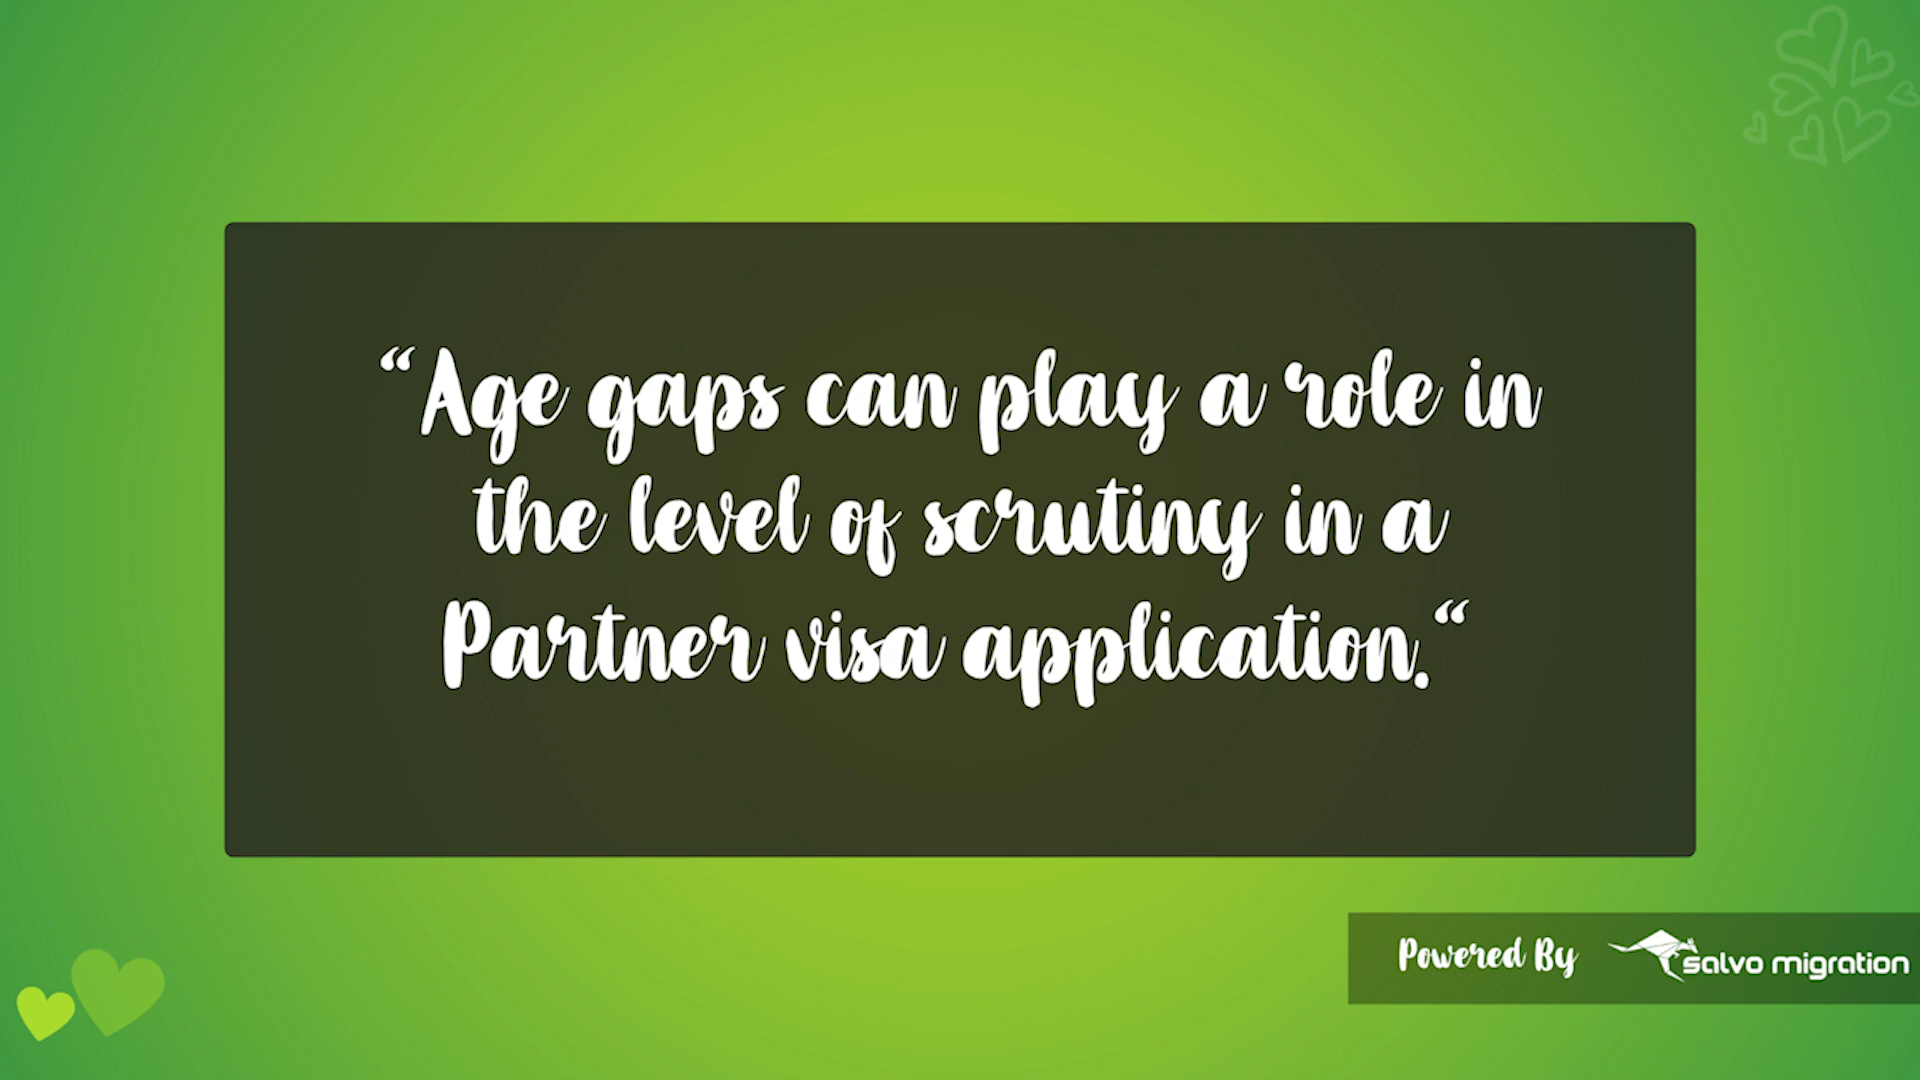 “Age gaps can play a role in
the level of scrutiny in a
Partner visa application.“
Powered By salvo migration